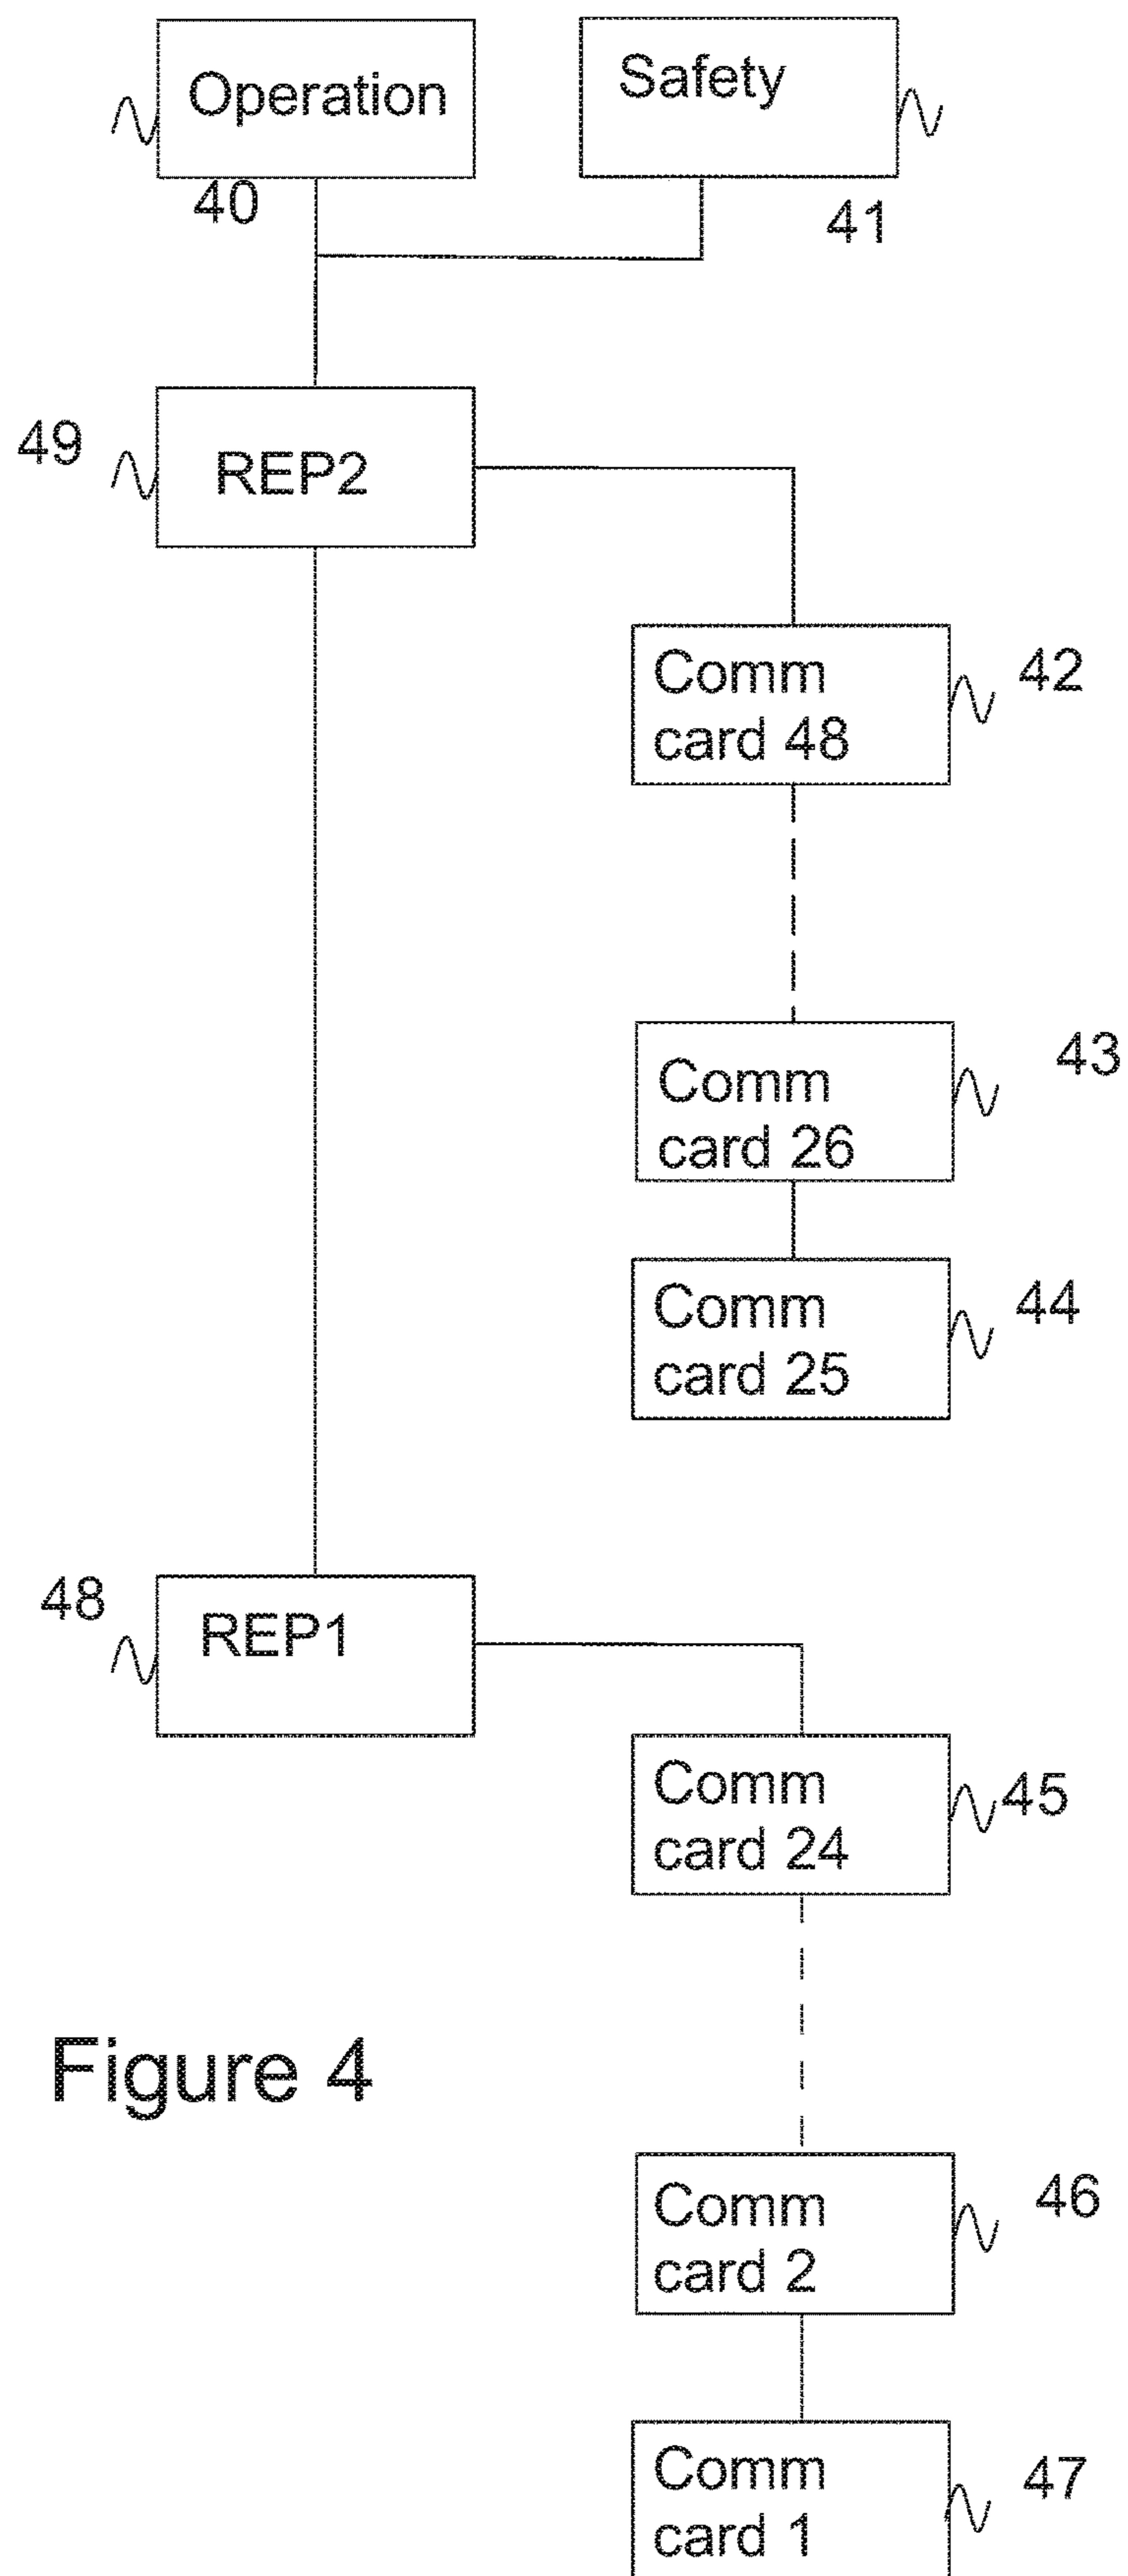 Operation
Safety
40
41
49
REP2
Comm
card 48
42
Comm
card 26
43
Comm
card 25
44
48
REP1
Comm
card 24
45
Figure 4
Comm
card 2
46
Comm
card 1
47